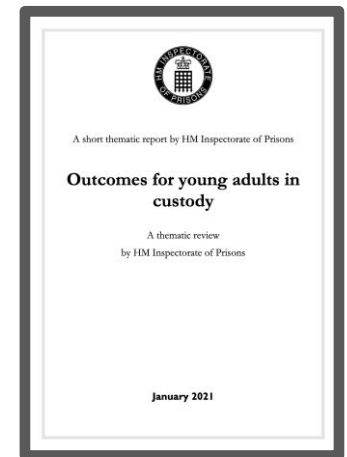 HM INSPECTORATE
OF PRISONS
A short thematic report by HM Inspectorate of Prisons
Outcomes for young adults in
custody
A thematic review
by HM Inspectorate of Prisons
January 2021